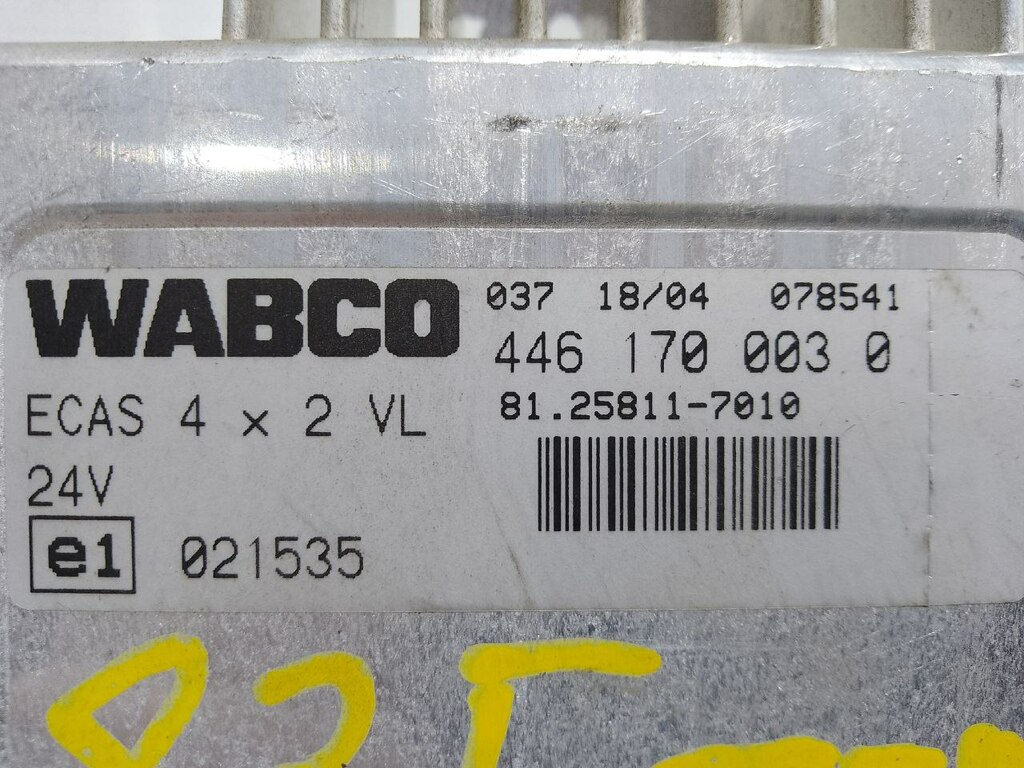 WABCO
037 18/04 078541
446 170 003 0
81.25811-7010
ECAS 4 x 2 VL
24V
e1 021535